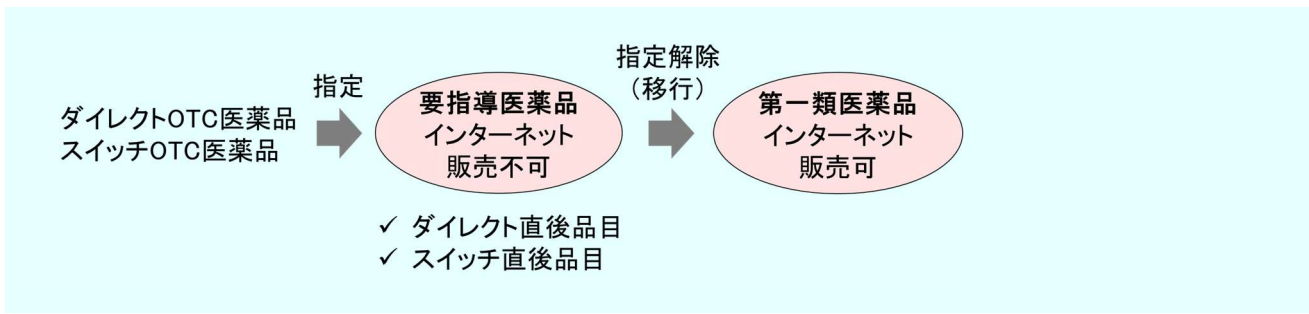 ダイレクトOTC医薬品
スイッチOTC医薬品
指定
要指導医薬品
インターネット
販売不可
✓ ダイレクト直後品目
✓ スイッチ直後品目
指定解除
（移行）
第一類医薬品
インターネット
販売可